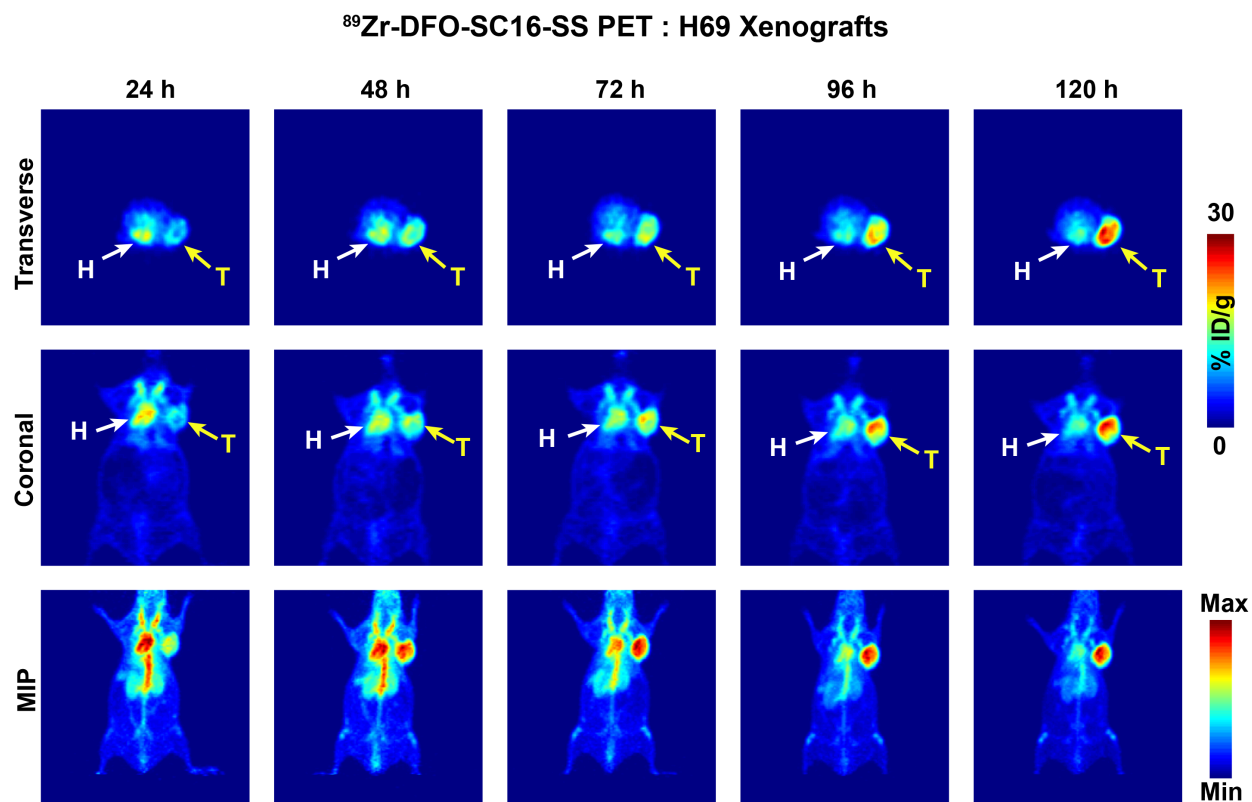 ⁸⁹Zr-DFO-SC16-SS PET : H69 Xenografts
24 h 48 h 72 h 96 h 120 h
Transverse
H T H T H T H T H T
30
% ID/g
0
Coronal
H T H T H T H T H T
MIP
Max
Min